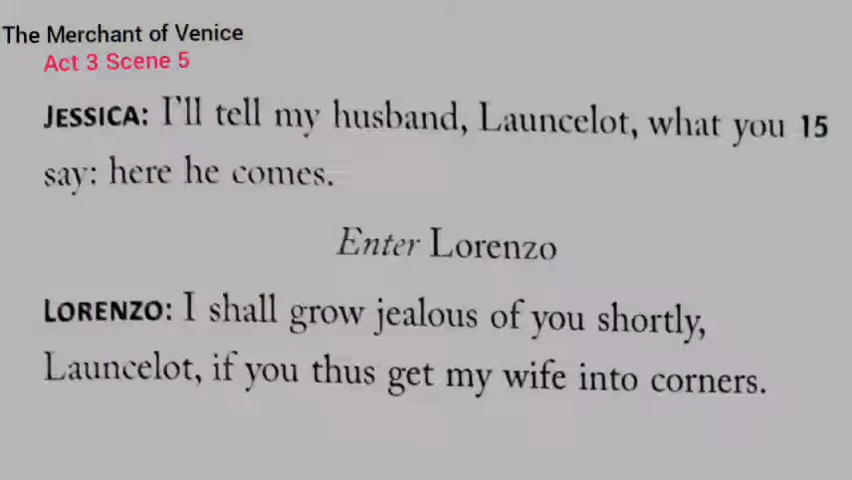 The Merchant of Venice
Act 3 Scene 5
JESSICA: I'll tell my husband, Launcelot, what you 15
say: here he comes.
Enter Lorenzo
LORENZO: I shall grow jealous of you shortly,
Launcelot, if you thus get my wife into corners.